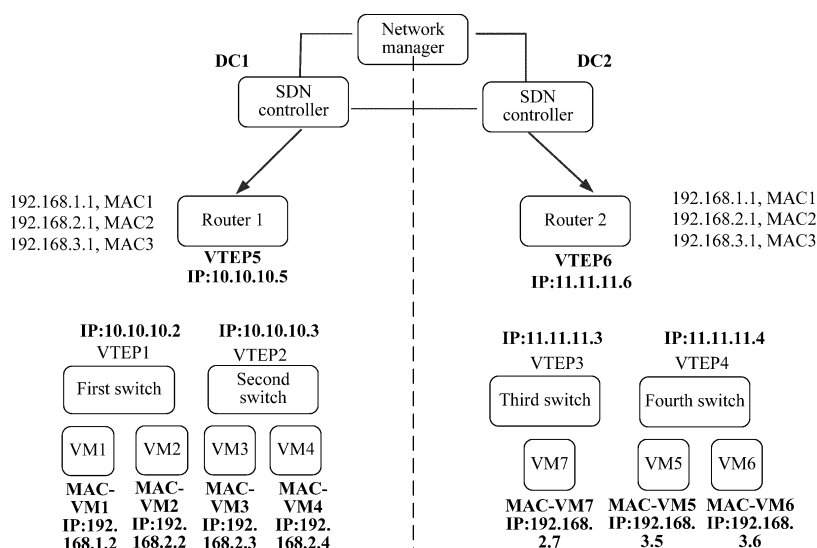 Network
manager
DC1
DC2
SDN
controller
SDN
controller
192.168.1.1, MAC1
192.168.2.1, MAC2
192.168.3.1, MAC3
Router 1
VTEP5
IP:10.10.10.5
Router 2
VTEP6
IP:11.11.11.6
192.168.1.1, MAC1
192.168.2.1, MAC2
192.168.3.1, MAC3
IP:10.10.10.2
VTEP1
First switch
IP:10.10.10.3
VTEP2
Second
switch
IP:11.11.11.3
VTEP3
Third switch
IP:11.11.11.4
VTEP4
Fourth switch
VM1
MAC-
VM1
IP:192.
168.1.2
VM2
MAC-
VM2
IP:192.
168.2.2
VM3
MAC-
VM3
IP:192.
168.2.3
VM4
MAC-
VM4
IP:192.
168.2.4
VM7
MAC-VM7
IP:192.168.
2.7
VM5
MAC-VM5
IP:192.168.
3.5
VM6
MAC-VM6
IP:192.168.
3.6